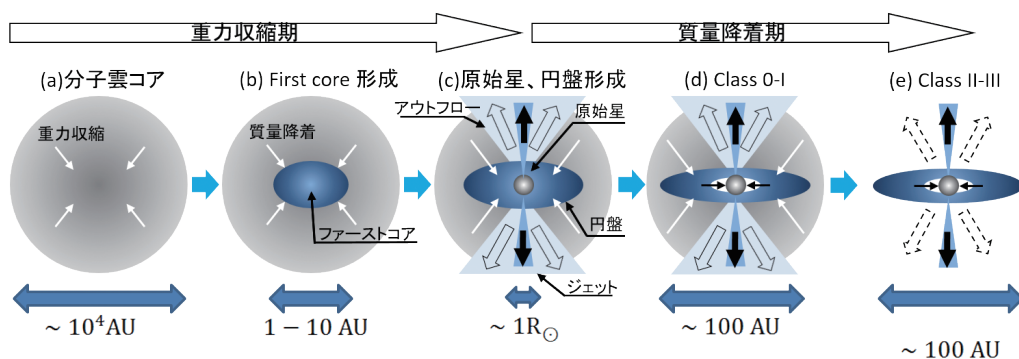 重力収縮期
質量降着期
(a)分子雲コア
(b) First core 形成
(c) 原始星、円盤形成
(d) Class 0-I
(e) Class II-III
重力収縮
質量降着
ファーストコア
アウトフロー
原始星
円盤
ジェット
~ 10⁴AU
1 − 10 AU
~ 1R⊙
~ 100 AU
~ 100 AU